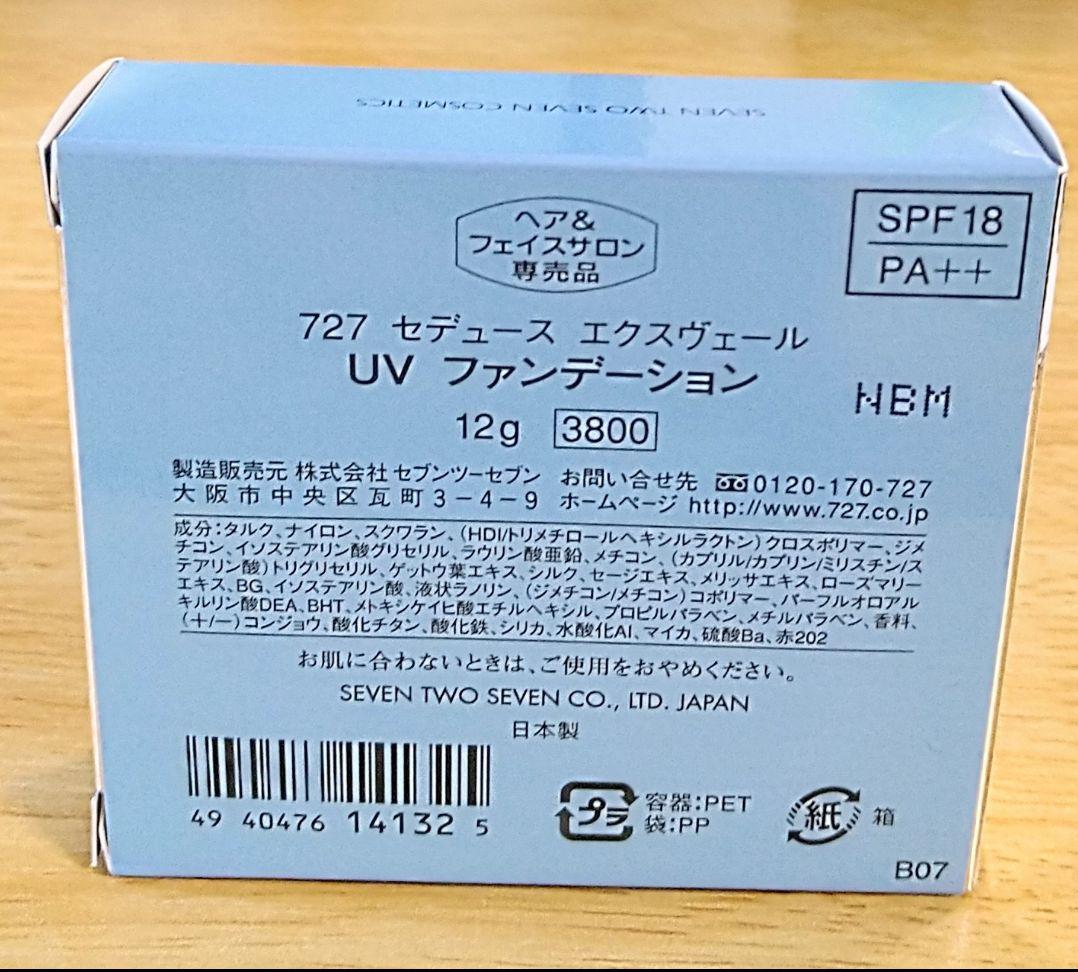 SEVEN TWO SEVEN COSMETICS
ヘア&
フェイスサロン
専売品
SPF18
PA++
727 セデュース エクスヴェール
UV ファンデーション
12g 3800
NBM
製造販売元 株式会社 セブンツーセブン お問い合せ先 0120-170-727
大阪市中央区瓦町3-4-9 ホームページ http://www.727.co.jp
成分:タルク、ナイロン、スクワラン、(HDI/トリメチロールヘキシルラクトン)クロスポリマー、ジメ
チコン、イソステアリン酸グリセリル、ラウリン酸亜鉛、メチコン、(カプリル/カプリン/ミリスチン/ス
テアリン酸)トリグリセリル、ゲットウ葉エキス、シルク、セージエキス、メリッサエキス、ローズマリー
エキス、BG、イソステアリン酸、液状ラノリン、(ジメチコン/メチコン)コポリマー、パーフルオロアル
キルリン酸DEA、BHT、メトキシケイヒ酸エチルヘキシル、プロピルパラベン、メチルパラベン、香料、
(+/-)コンジョウ、酸化チタン、酸化鉄、シリカ、水酸化Al、マイカ、硫酸Ba、赤202
お肌に合わないときは、ご使用をおやめください。
SEVEN TWO SEVEN CO., LTD. JAPAN
日本製
49 40476 14132 5
プラ 容器:PET
袋:PP
紙 箱
B07